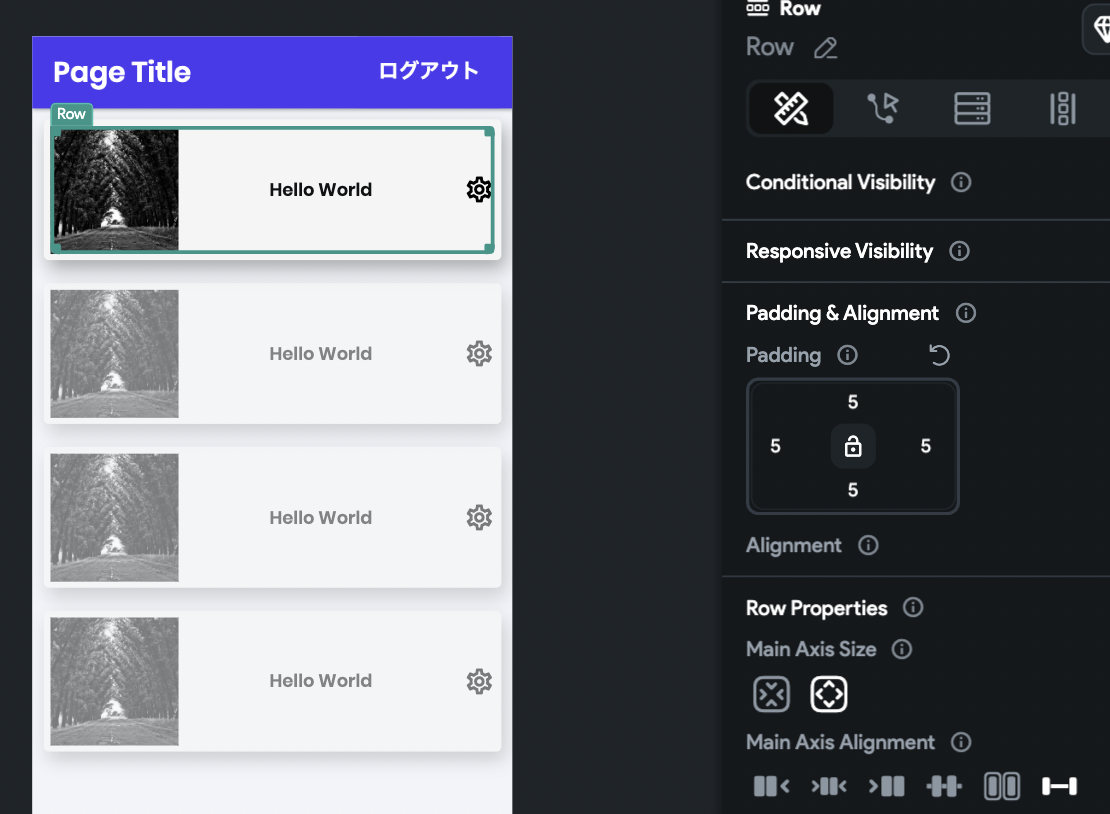 Page Title
ログアウト
Row
Hello World
Hello World
Hello World
Hello World
Row
Row
Conditional Visibility
Responsive Visibility
Padding & Alignment
Padding
5
5
5
5
Alignment
Row Properties
Main Axis Size
Main Axis Alignment